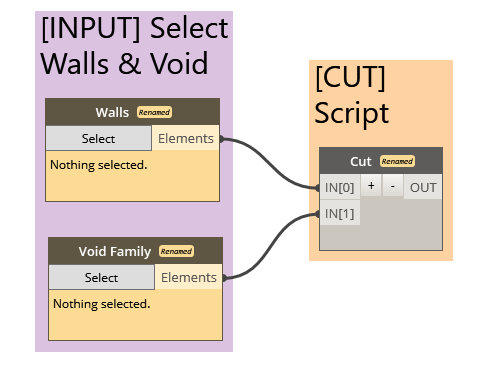 [INPUT] Select
Walls & Void
Walls Renamed
Select Elements
Nothing selected.
Void Family Renamed
Select Elements
Nothing selected.
[CUT]
Script
Cut Renamed
IN[0] + - OUT
IN[1]